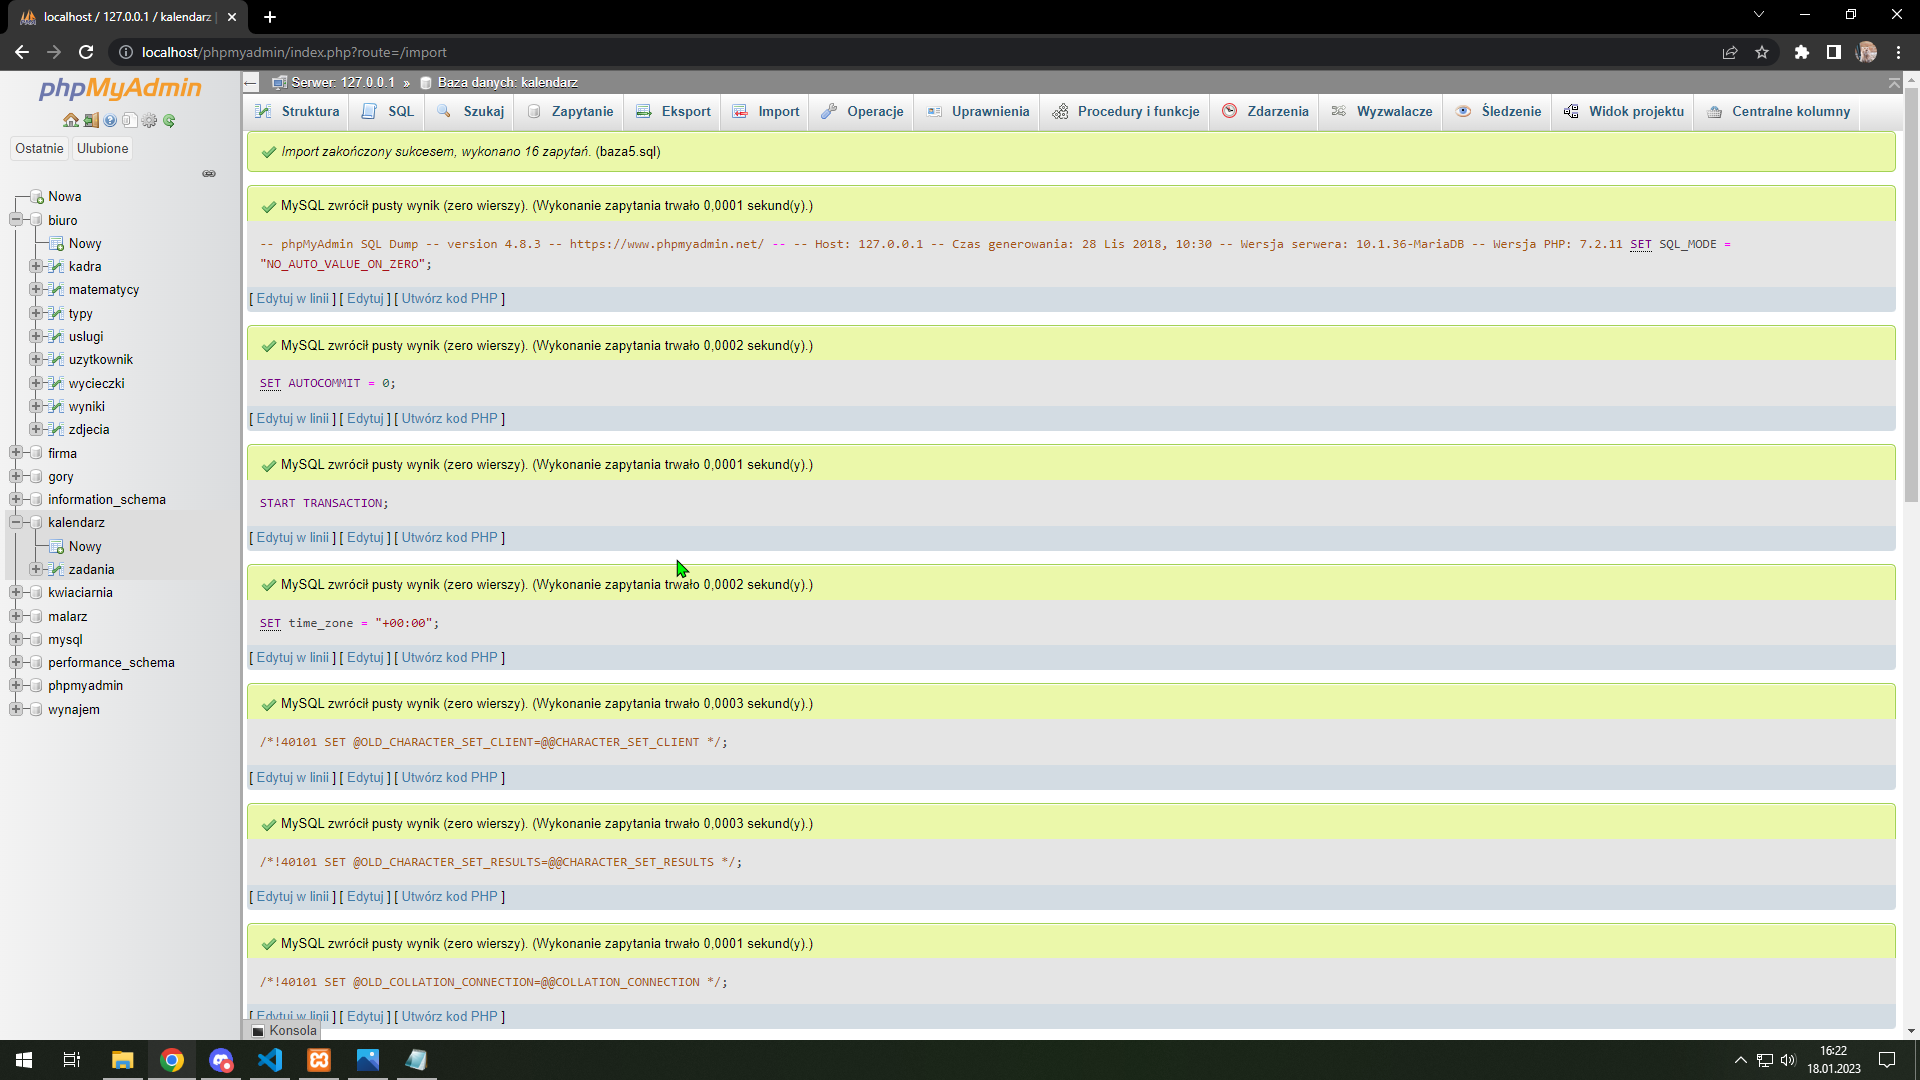 localhost / 127.0.0.1 / kalendarz |
localhost/phpmyadmin/index.php?route=/import
phpMyAdmin
Ostatnie
Ulubione
Nowa
biuro
Nowy
kadra
matematycy
typy
uslugi
uzytkownik
wycieczki
wyniki
zdjecia
firma
gory
information_schema
kalendarz
Nowy
zadania
kwiaciarnia
malarz
mysql
performance_schema
phpmyadmin
wynajem
Serwer: 127.0.0.1 » Baza danych: kalendarz
Struktura SQL Szukaj Zapytanie Eksport Import Operacje Uprawnienia Procedury i funkcje Zdarzenia Wyzwalacze Śledzenie Widok projektu Centralne kolumny
Import zakończony sukcesem, wykonano 16 zapytań. (baza5.sql)
MySQL zwrócił pusty wynik (zero wierszy). (Wykonanie zapytania trwało 0,0001 sekund(y).)
-- phpMyAdmin SQL Dump -- version 4.8.3 -- https://www.phpmyadmin.net/ -- -- Host: 127.0.0.1 -- Czas generowania: 28 Lis 2018, 10:30 -- Wersja serwera: 10.1.36-MariaDB -- Wersja PHP: 7.2.11 SET SQL_MODE =
"NO_AUTO_VALUE_ON_ZERO";
[ Edytuj w linii ] [ Edytuj ] [ Utwórz kod PHP ]
MySQL zwrócił pusty wynik (zero wierszy). (Wykonanie zapytania trwało 0,0002 sekund(y).)
SET AUTOCOMMIT = 0;
[ Edytuj w linii ] [ Edytuj ] [ Utwórz kod PHP ]
MySQL zwrócił pusty wynik (zero wierszy). (Wykonanie zapytania trwało 0,0001 sekund(y).)
START TRANSACTION;
[ Edytuj w linii ] [ Edytuj ] [ Utwórz kod PHP ]
MySQL zwrócił pusty wynik (zero wierszy). (Wykonanie zapytania trwało 0,0002 sekund(y).)
SET time_zone = "+00:00";
[ Edytuj w linii ] [ Edytuj ] [ Utwórz kod PHP ]
MySQL zwrócił pusty wynik (zero wierszy). (Wykonanie zapytania trwało 0,0003 sekund(y).)
/*!40101 SET @OLD_CHARACTER_SET_CLIENT=@@CHARACTER_SET_CLIENT */;
[ Edytuj w linii ] [ Edytuj ] [ Utwórz kod PHP ]
MySQL zwrócił pusty wynik (zero wierszy). (Wykonanie zapytania trwało 0,0003 sekund(y).)
/*!40101 SET @OLD_CHARACTER_SET_RESULTS=@@CHARACTER_SET_RESULTS */;
[ Edytuj w linii ] [ Edytuj ] [ Utwórz kod PHP ]
MySQL zwrócił pusty wynik (zero wierszy). (Wykonanie zapytania trwało 0,0001 sekund(y).)
/*!40101 SET @OLD_COLLATION_CONNECTION=@@COLLATION_CONNECTION */;
[ Edytuj w linii ] [ Edytuj ] [ Utwórz kod PHP ]
Konsola
16:22
18.01.2023